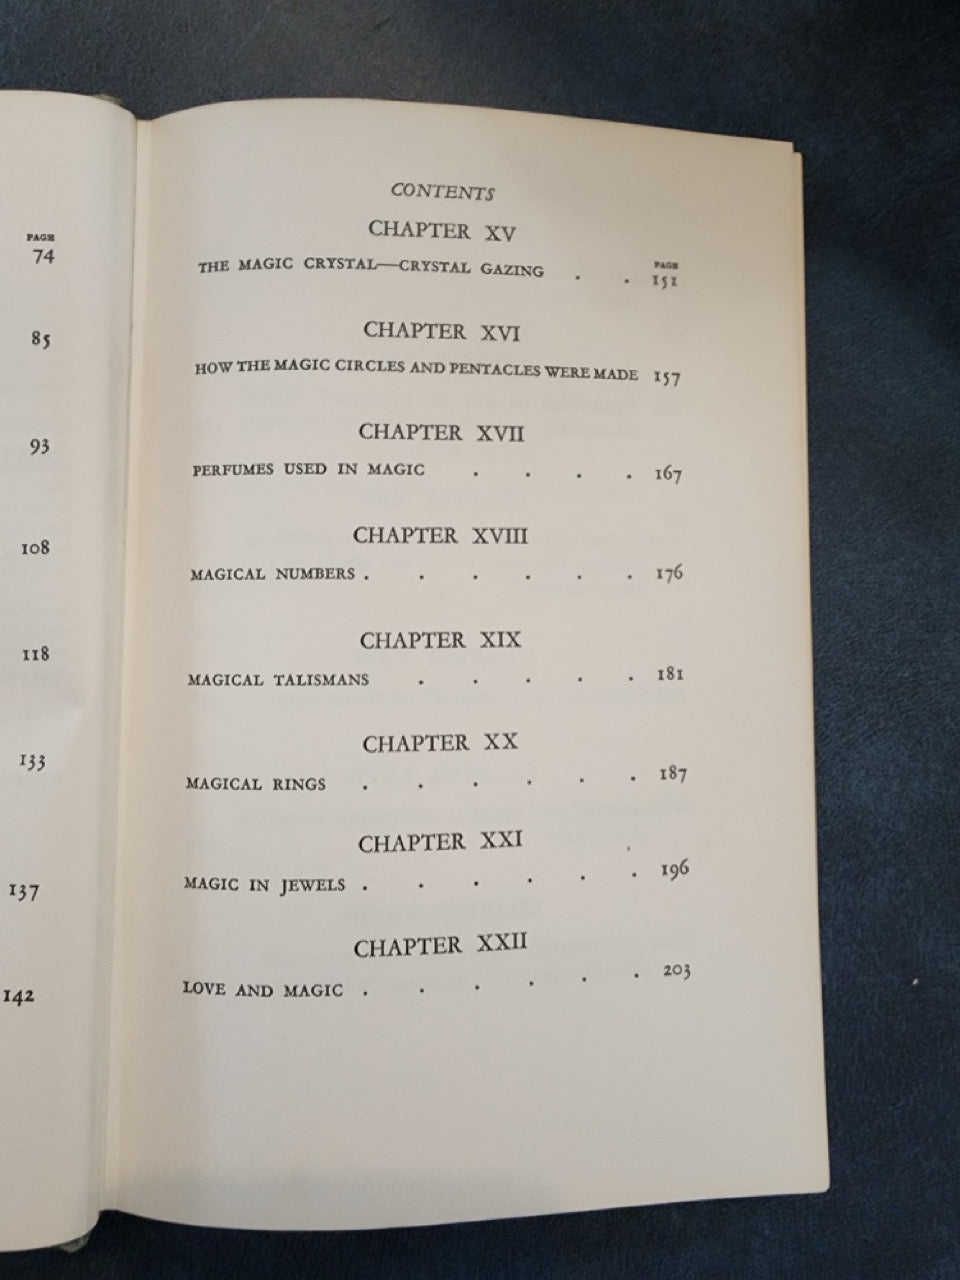 PAGE
74
85
93
108
118
133
137
142
CONTENTS
CHAPTER XV
PAGE
THE MAGIC CRYSTAL—CRYSTAL GAZING . . 151
CHAPTER XVI
HOW THE MAGIC CIRCLES AND PENTACLES WERE MADE 157
CHAPTER XVII
PERFUMES USED IN MAGIC . . . . 167
CHAPTER XVIII
MAGICAL NUMBERS . . . . . . 176
CHAPTER XIX
MAGICAL TALISMANS . . . . . 181
CHAPTER XX
MAGICAL RINGS . . . . . . 187
CHAPTER XXI
MAGIC IN JEWELS . . . . . . 196
CHAPTER XXII
LOVE AND MAGIC . . . . . . 203